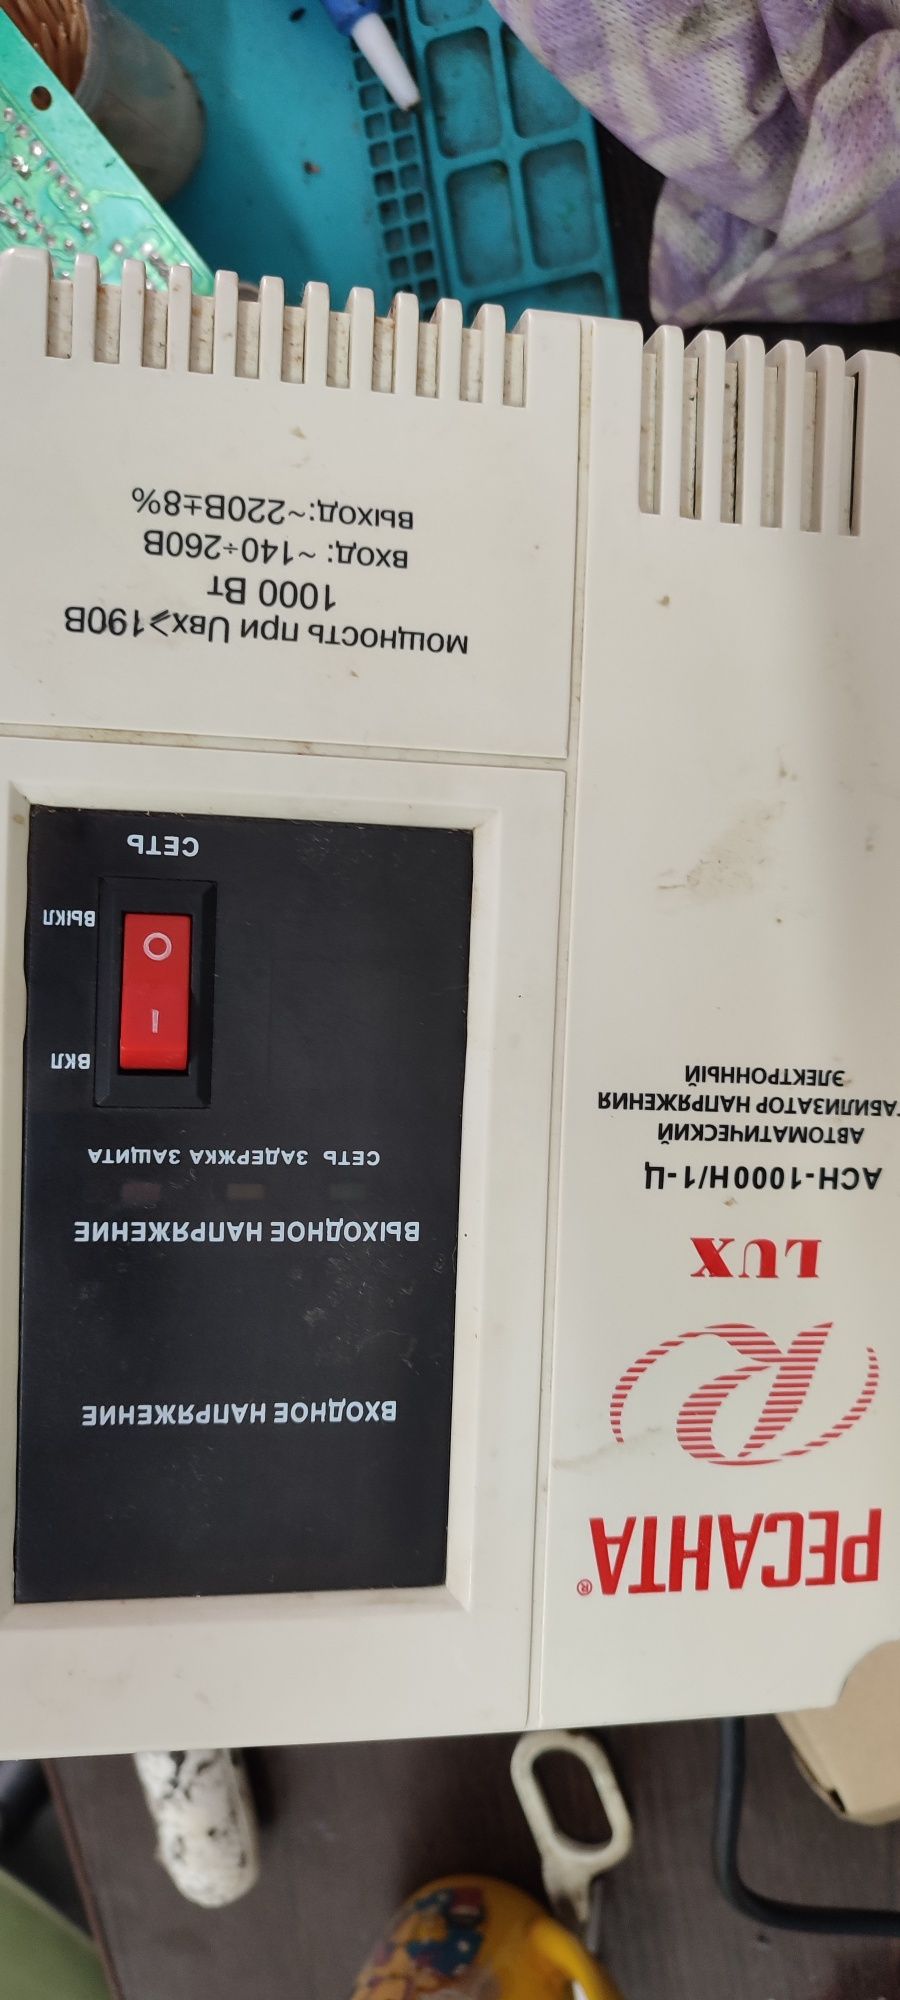 РЕСАНТА®
R
LUX
АСН-1000Н/1-Ц
АВТОМАТИЧЕСКИЙ
ТАБИЛИЗАТОР НАПРЯЖЕНИЯ
ЭЛЕКТРОННЫЙ
ВХОДНОЕ НАПРЯЖЕНИЕ
ВЫХОДНОЕ НАПРЯЖЕНИЕ
СЕТЬ ЗАДЕРЖКА ЗАЩИТА
ВКЛ
I
O
ВЫКЛ
СЕТЬ
мощность при Uвх⩾190В
1000 Вт
вход: ~140÷260В
выход:~220В±8%